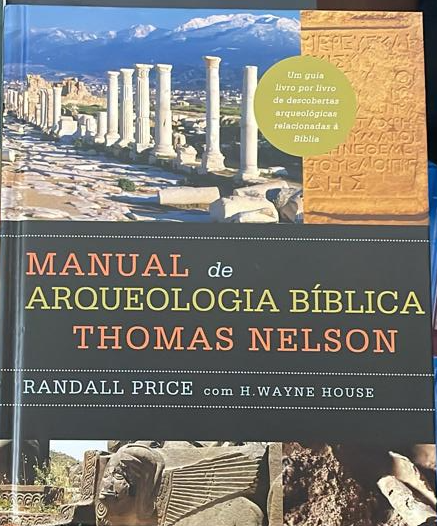 Um guia
livro por livro
de descobertas
arqueológicas
relacionadas à
Bíblia
MANUAL de
ARQUEOLOGIA BÍBLICA
THOMAS NELSON
RANDALL PRICE com H. WAYNE HOUSE